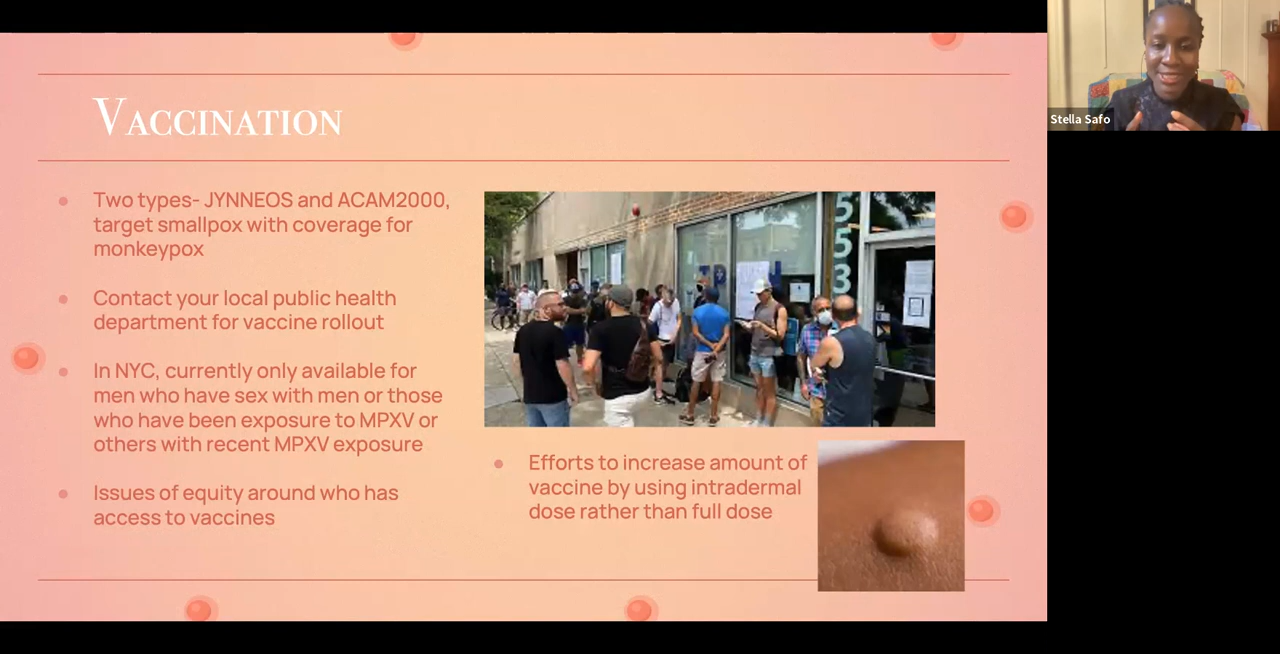 VACCINATION
Two types- JYNNEOS and ACAM2000,
target smallpox with coverage for
monkeypox
Contact your local public health
department for vaccine rollout
In NYC, currently only available for
men who have sex with men or those
who have been exposure to MPXV or
others with recent MPXV exposure
Issues of equity around who has
access to vaccines
553
Efforts to increase amount of
vaccine by using intradermal
dose rather than full dose
Stella Safo